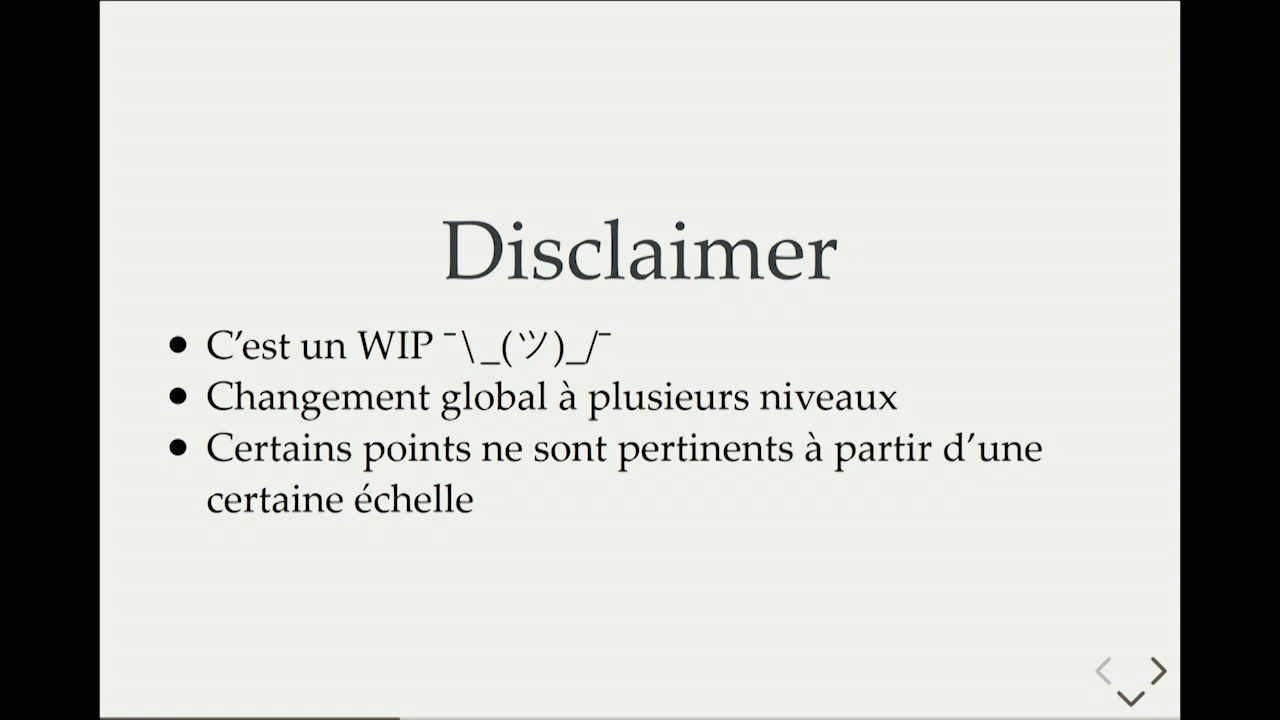 Disclaimer
C’est un WIP ¯\_(ツ)_/¯
Changement global à plusieurs niveaux
Certains points ne sont pertinents à partir d’une
certaine échelle